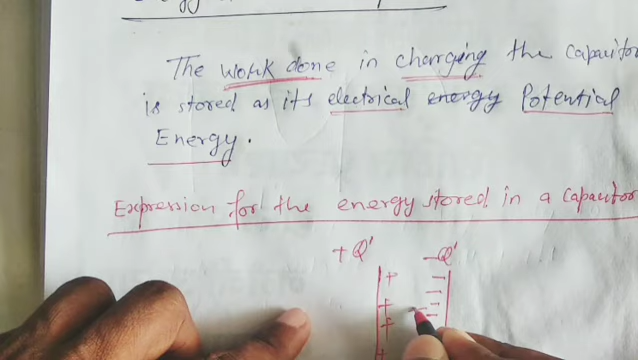 The work done in charging the capacitor
is stored as its electrical energy Potential
Energy.
Expression for the energy stored in a capacitor
+Q' -Q'